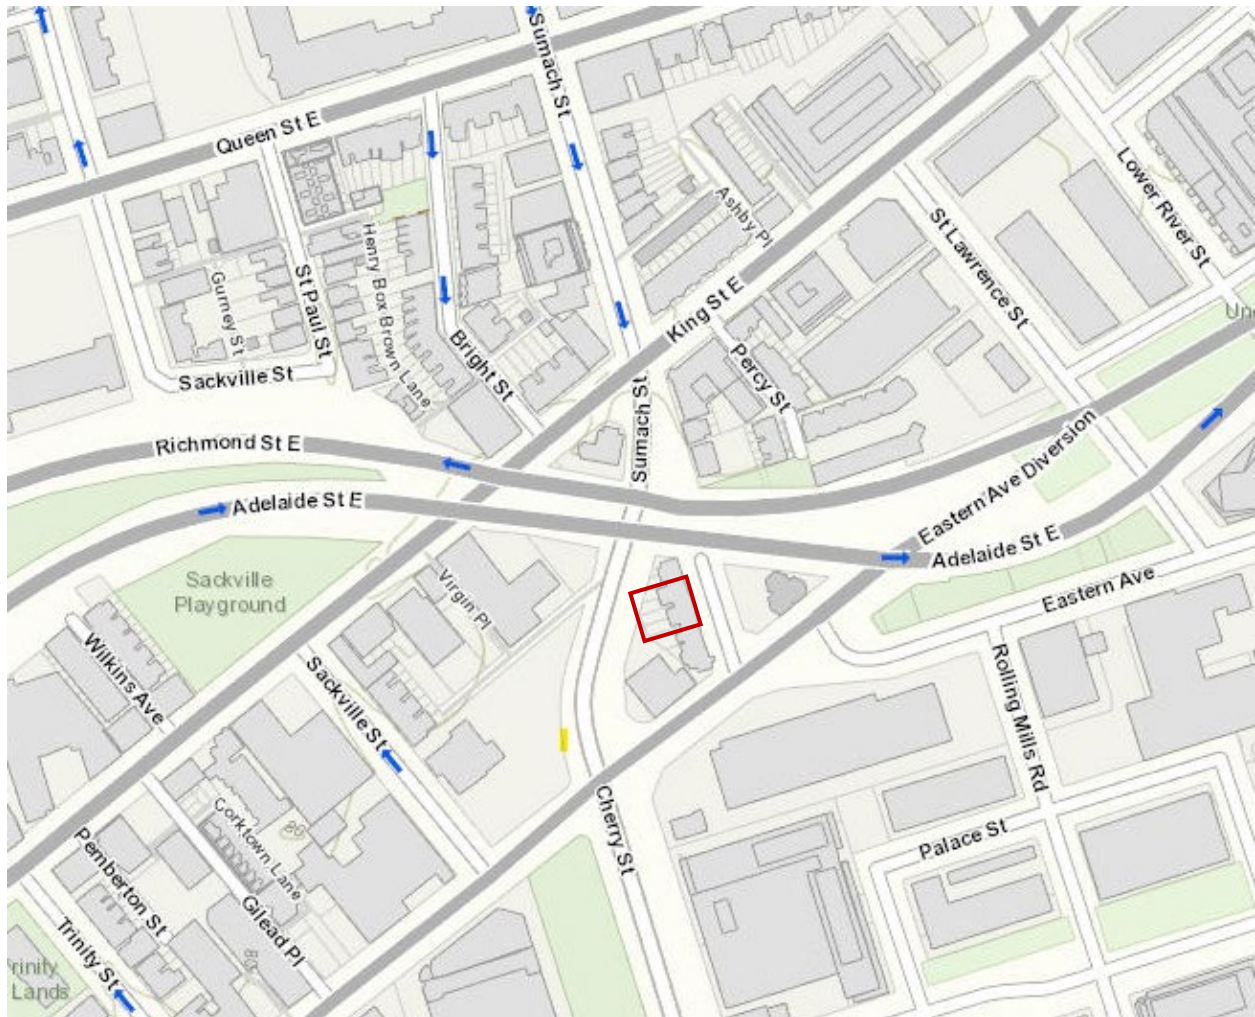 Sumach St
Queen St E
Lower River St
Ashby Pl
St Lawrence St
Henry Box Brown Lane
St Paul St
Gurney St
King St E
Bright St
Percy St
Sackville St
Sumach St
Richmond St E
Adelaide St E
Eastern Ave Diversion
Adelaide St E
Eastern Ave
Sackville
Playground
Virgin Pl
Wilkins Ave
Sackville St
Rolling Mills Rd
Cherry St
Corktown Lane
Palace St
Pemberton St
Gilead Pl
Trinity St
Lands